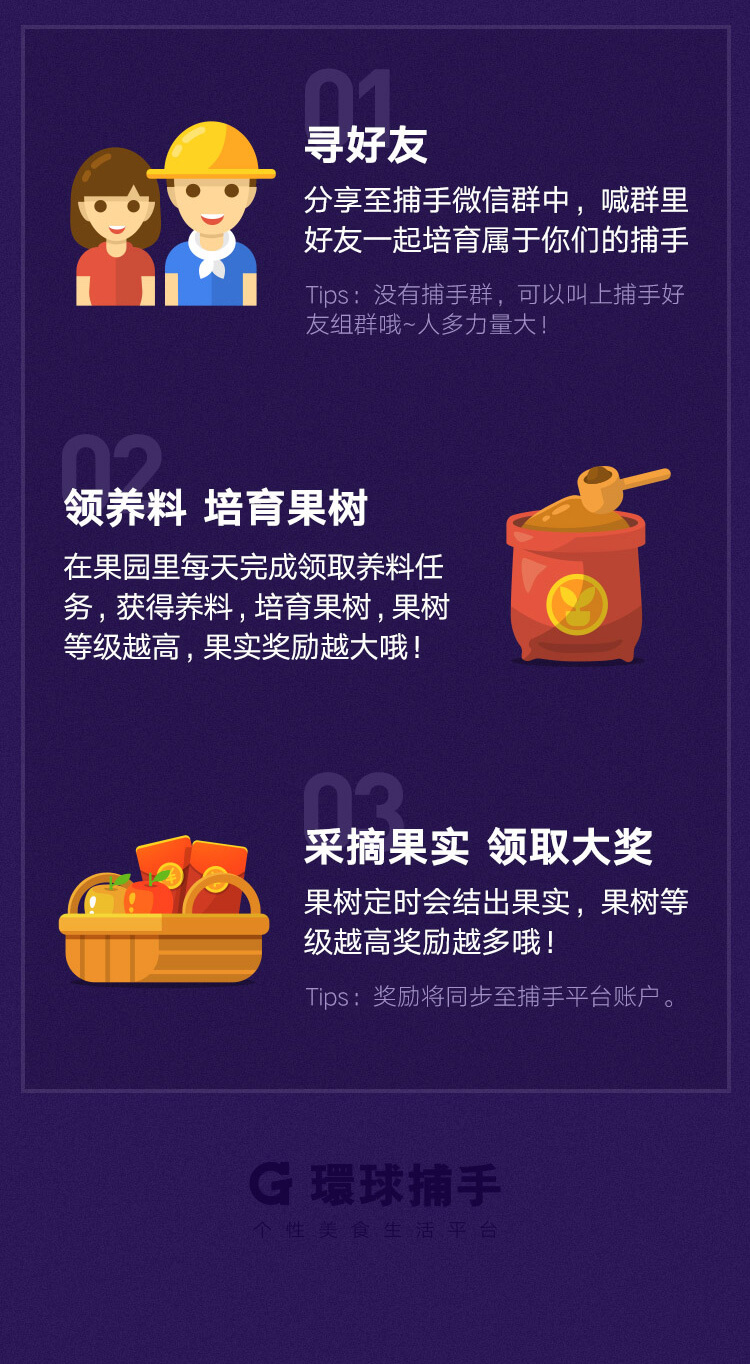 01
寻好友
分享至捕手微信群中，喊群里
好友一起培育属于你们的捕手
Tips：没有捕手群，可以叫上捕手好
友组群哦~人多力量大！
02
领养料 培育果树
在果园里每天完成领取养料任
务，获得养料，培育果树，果树
等级越高，果实奖励越大哦！
03
采摘果实 领取大奖
果树定时会结出果实，果树等
级越高奖励越多哦！
Tips：奖励将同步至捕手平台账户。
G 環球捕手
个性美食生活平台